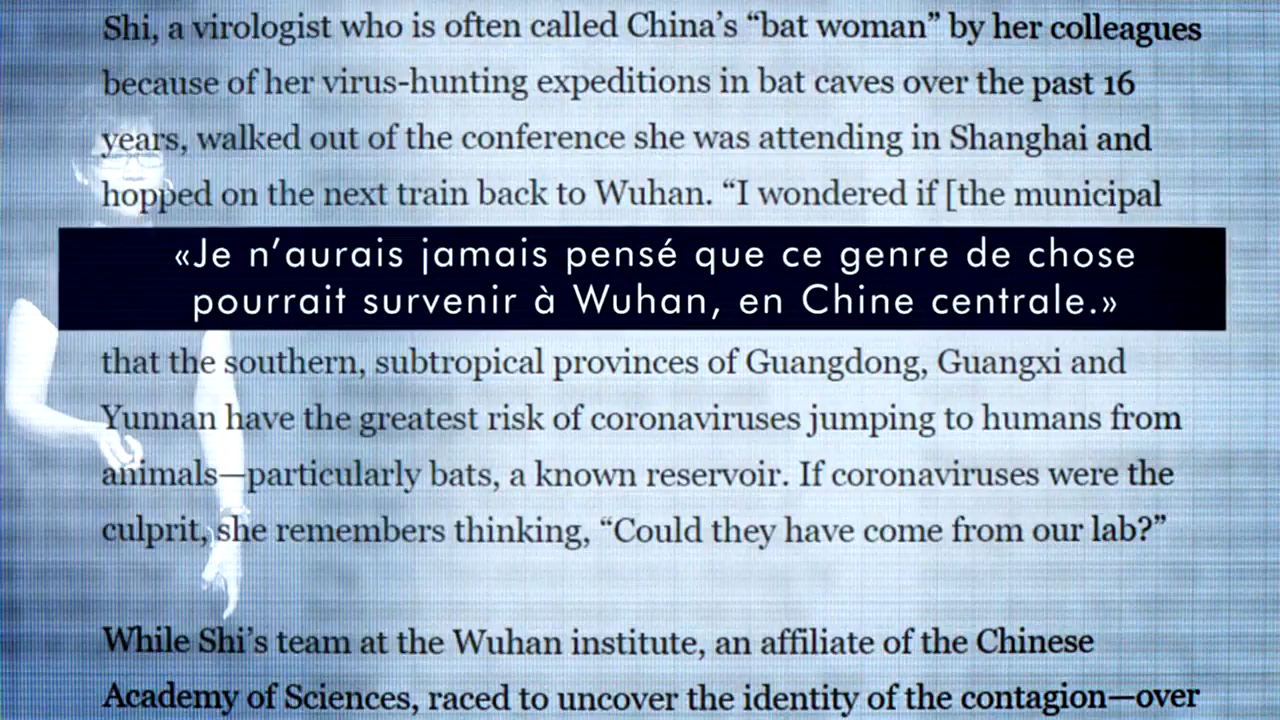 Shi, a virologist who is often called China’s “bat woman” by her colleagues
because of her virus-hunting expeditions in bat caves over the past 16
years, walked out of the conference she was attending in Shanghai and
hopped on the next train back to Wuhan. “I wondered if [the municipal
«Je n’aurais jamais pensé que ce genre de chose
pourrait survenir à Wuhan, en Chine centrale.»
that the southern, subtropical provinces of Guangdong, Guangxi and
Yunnan have the greatest risk of coronaviruses jumping to humans from
animals—particularly bats, a known reservoir. If coronaviruses were the
culprit, she remembers thinking, “Could they have come from our lab?”
While Shi’s team at the Wuhan institute, an affiliate of the Chinese
Academy of Sciences, raced to uncover the identity of the contagion—over